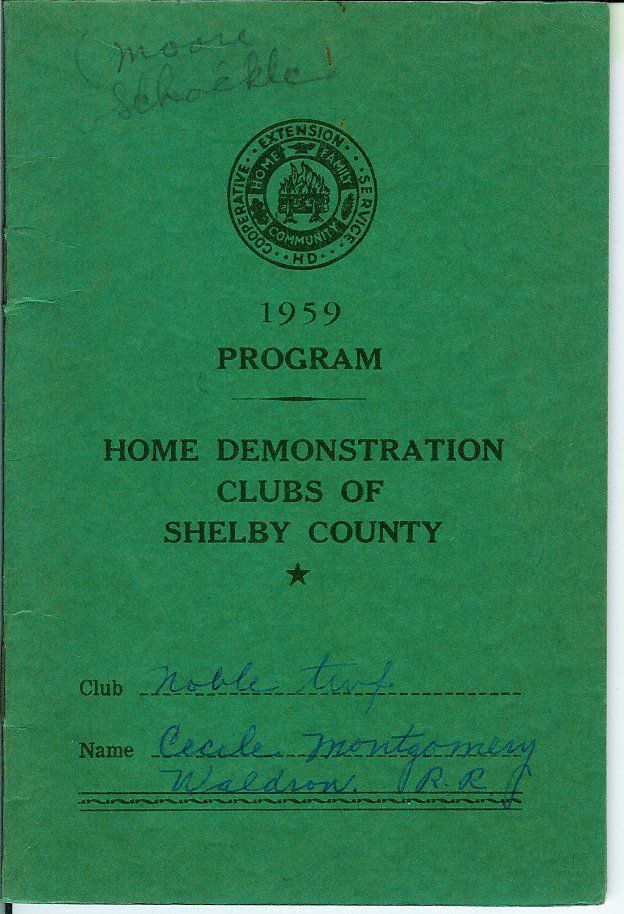 Moore
Schoekle
COOPERATIVE · · EXTENSION · · SERVICE · · HD · ·
HOME FAMILY
COMMUNITY
1959
PROGRAM
HOME DEMONSTRATION
CLUBS OF
SHELBY COUNTY
Club Noble twp.
Name Cecile Montgomery
Waldron. R.R.